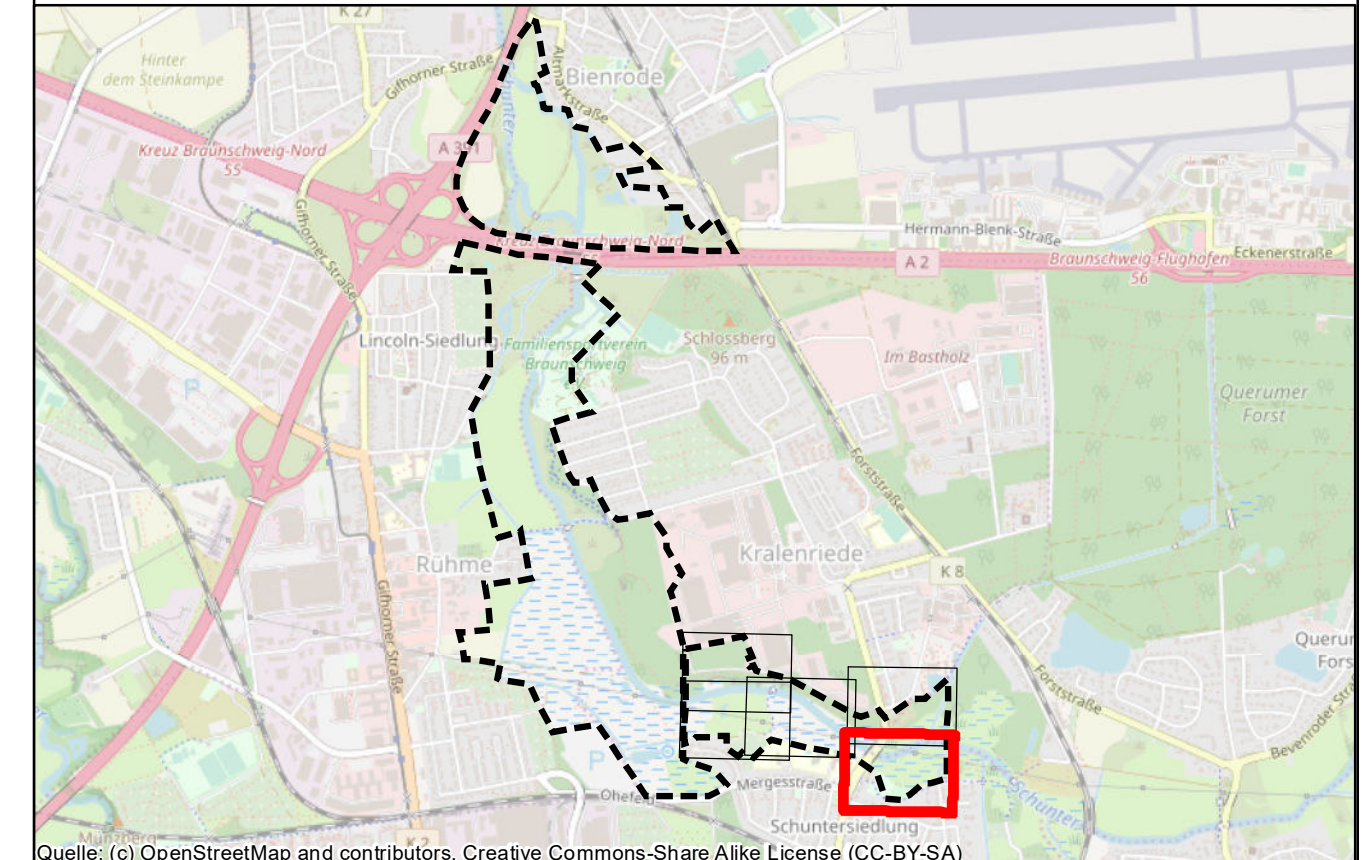 K 27
Hinter
dem Steinkampe
Gifhorner Straße
Altmarkstraße
Bienrode
Schunter
Kreuz Braunschweig-Nord
55
A 391
Gifhorner Straße
Kreuz Braunschweig-Nord
55
Hermann-Blenk-Straße
Eckenerstraße
A 2
Braunschweig-Flughafen
56
Lincoln-Siedlung
Familiensportverein
Braunschweig
Schlossberg
96 m
Im Bastholz
P
Querumer
Forst
Forststraße
Rühme
Kralenriede
K 8
Gifhorner Straße
Forststraße
Bevenroder
P
Mergesstraße
Schunter
Schuntersiedlung
Münzberg
K 2
Quelle: (c) OpenStreetMap and contributors, Creative Commons-Share Alike License (CC-BY-SA)